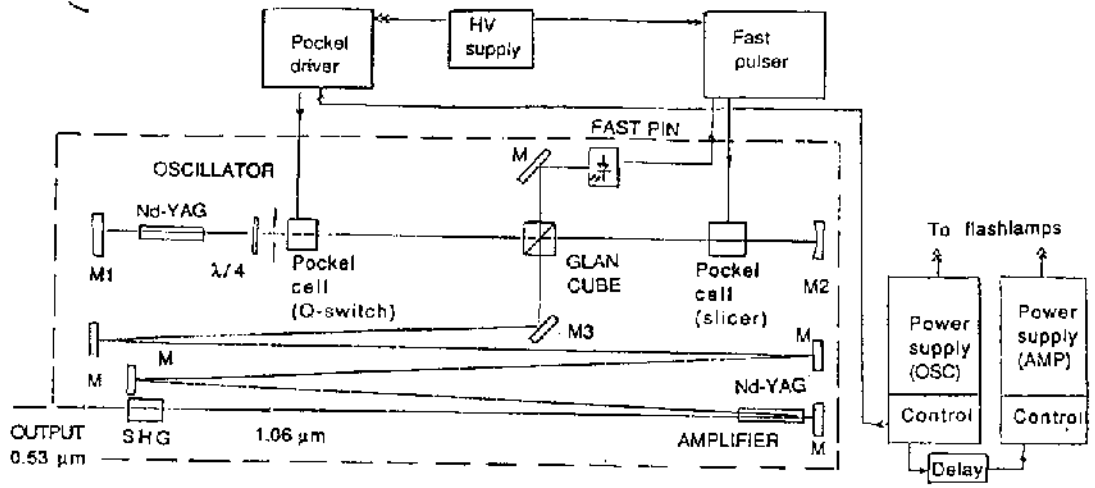 Pockel
driver
HV
supply
Fast
pulser
FAST PIN
M
OSCILLATOR
Nd-YAG
M1
λ/4
Pockel
cell
(Q-switch)
GLAN
CUBE
Pockel
cell
(slicer)
M2
To flashlamps
M3
M
M
M
Power
supply
(OSC)
Power
supply
(AMP)
Nd-YAG
Control
Control
OUTPUT
0.53 μm
SHG
1.06 μm
AMPLIFIER
M
Delay